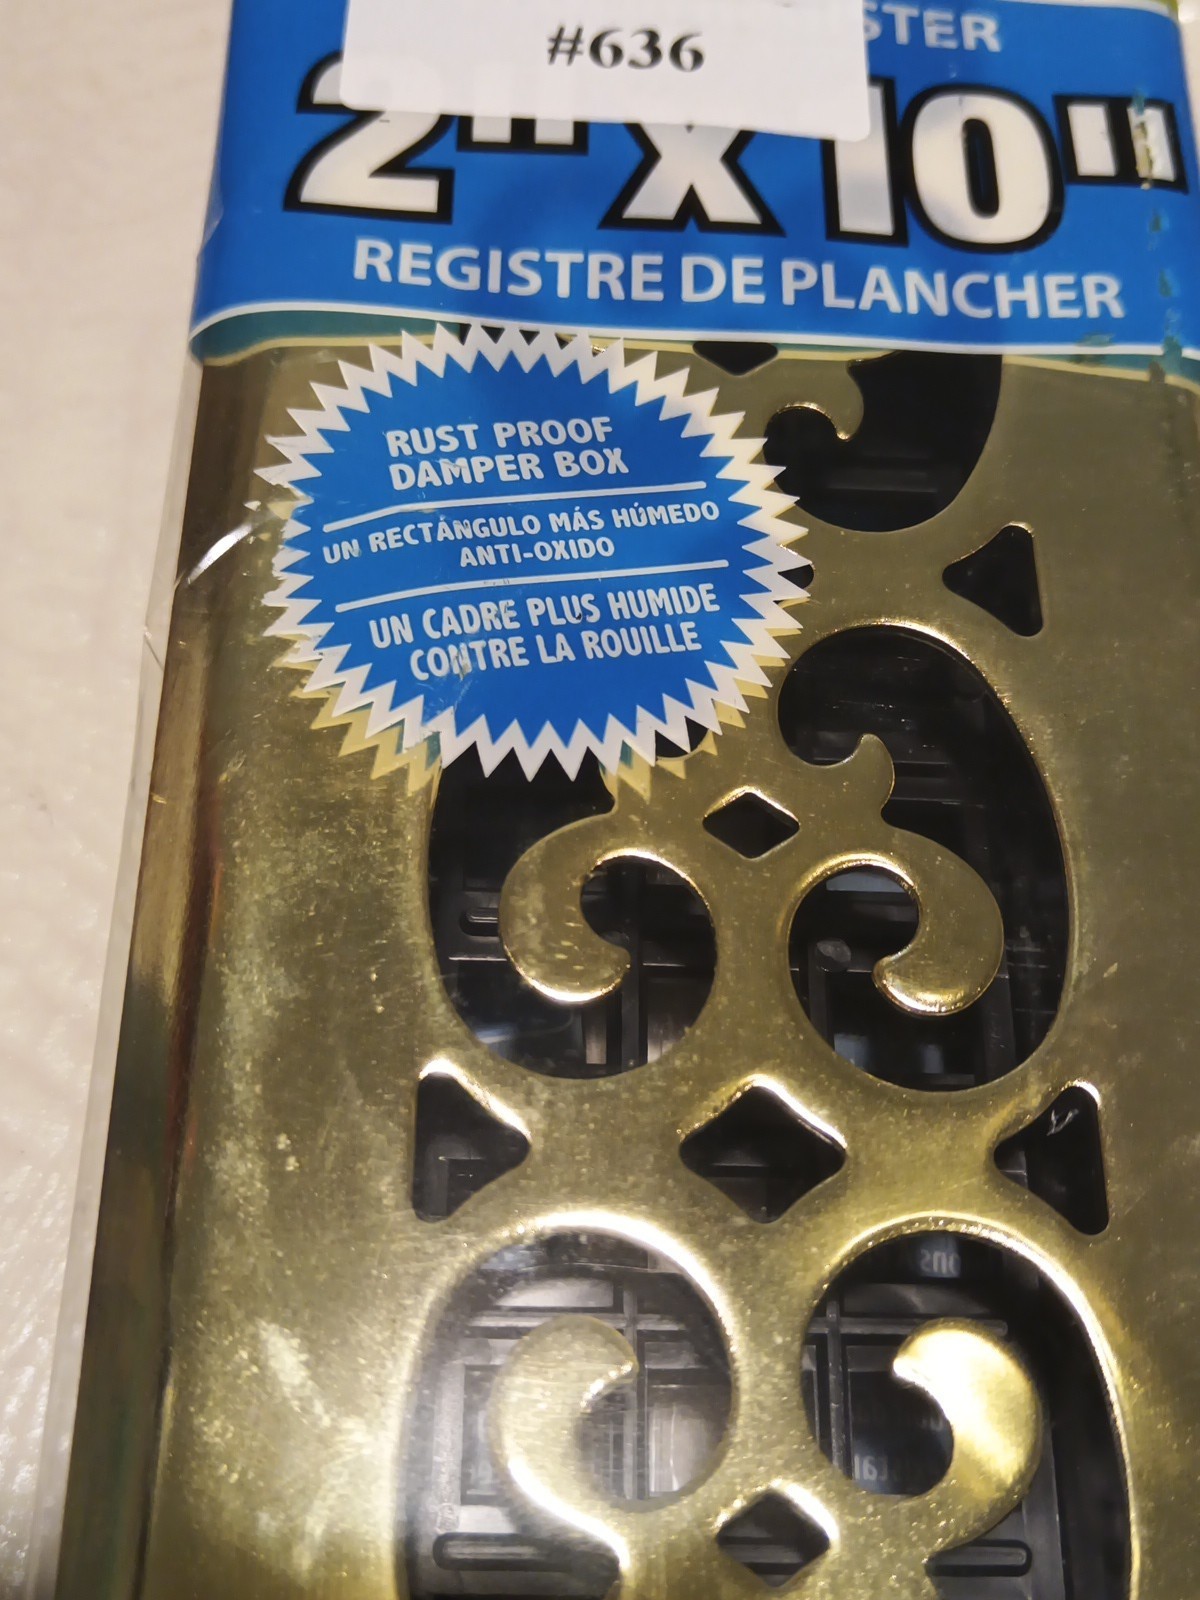 #636
STER
2" X 10"
REGISTRE DE PLANCHER
RUST PROOF
DAMPER BOX
UN RECTÁNGULO MÁS HÚMEDO
ANTI-OXIDO
UN CADRE PLUS HUMIDE
CONTRE LA ROUILLE